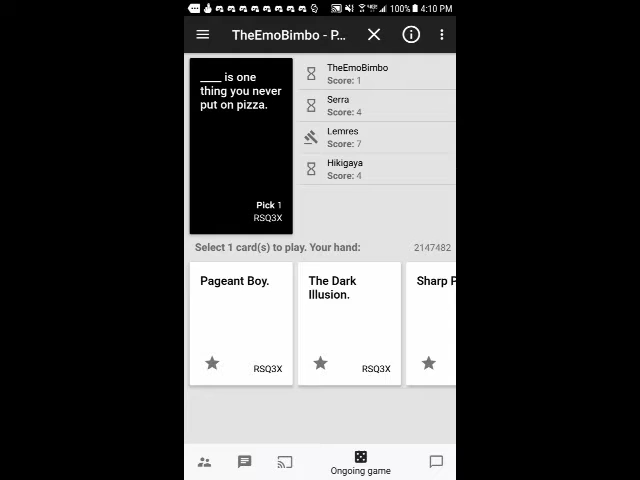 100% 4:10 PM
TheEmoBimbo - P...
____ is one
thing you never
put on pizza.
Pick 1
RSQ3X
TheEmoBimbo
Score: 1
Serra
Score: 4
Lemres
Score: 7
Hikigaya
Score: 4
Select 1 card(s) to play. Your hand:
2147482
Pageant Boy.
RSQ3X
The Dark
Illusion.
RSQ3X
Sharp
Ongoing game